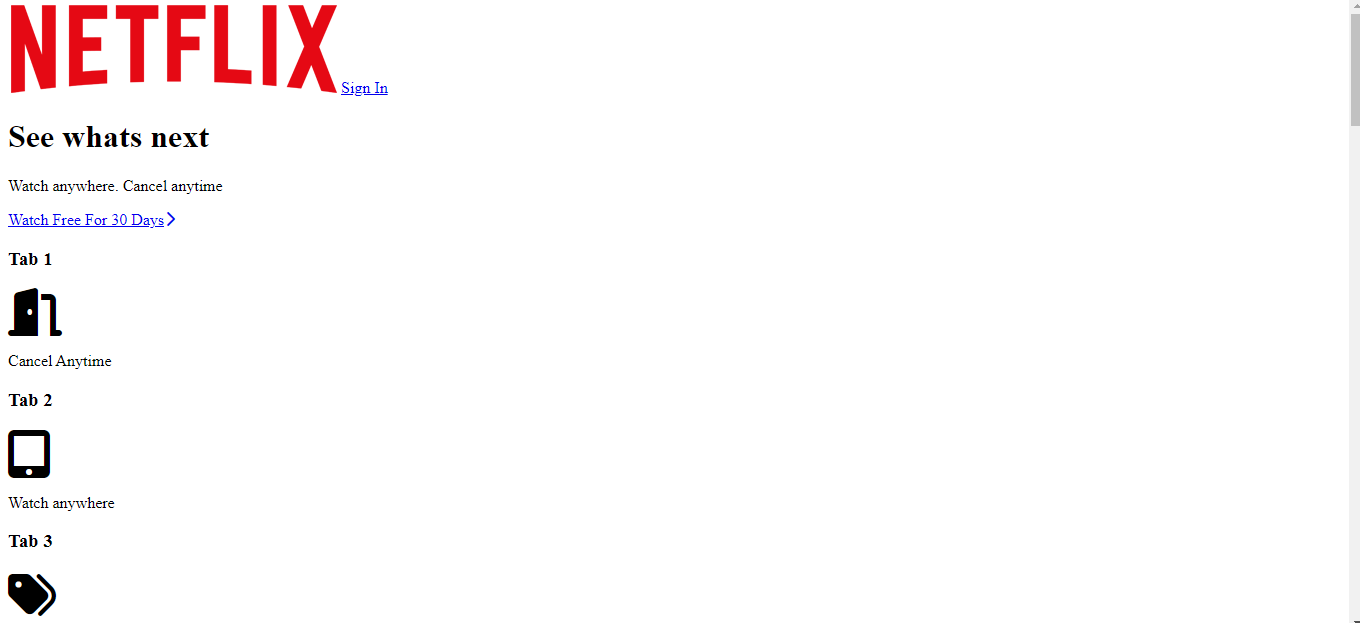 NETFLIX Sign In
See whats next
Watch anywhere. Cancel anytime
Watch Free For 30 Days
Tab 1
Cancel Anytime
Tab 2
Watch anywhere
Tab 3